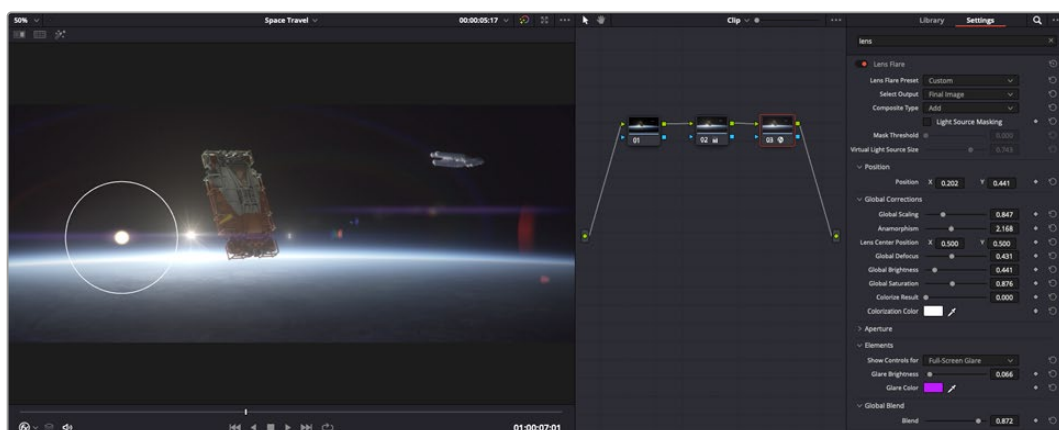 50%
Space Travel
00:00:05:17
Clip
Library
Settings
lens
Lens Flare
Lens Flare Preset Custom
Select Output Final Image
Composite Type Add
Light Source Masking
Mask Threshold 0.000
Virtual Light Source Size 0.743
Position
Position X 0.202 Y 0.441
Global Corrections
Global Scaling 0.847
Anamorphism 2.168
Lens Center Position X 0.500 Y 0.500
Global Defocus 0.431
Global Brightness 0.441
Global Saturation 0.876
Colorize Result 0.000
Colorization Color
Aperture
Elements
Show Controls for Full-Screen Glare
Glare Brightness 0.066
Glare Color
Global Blend
Blend 0.872
01
02
03
01:00:07:01